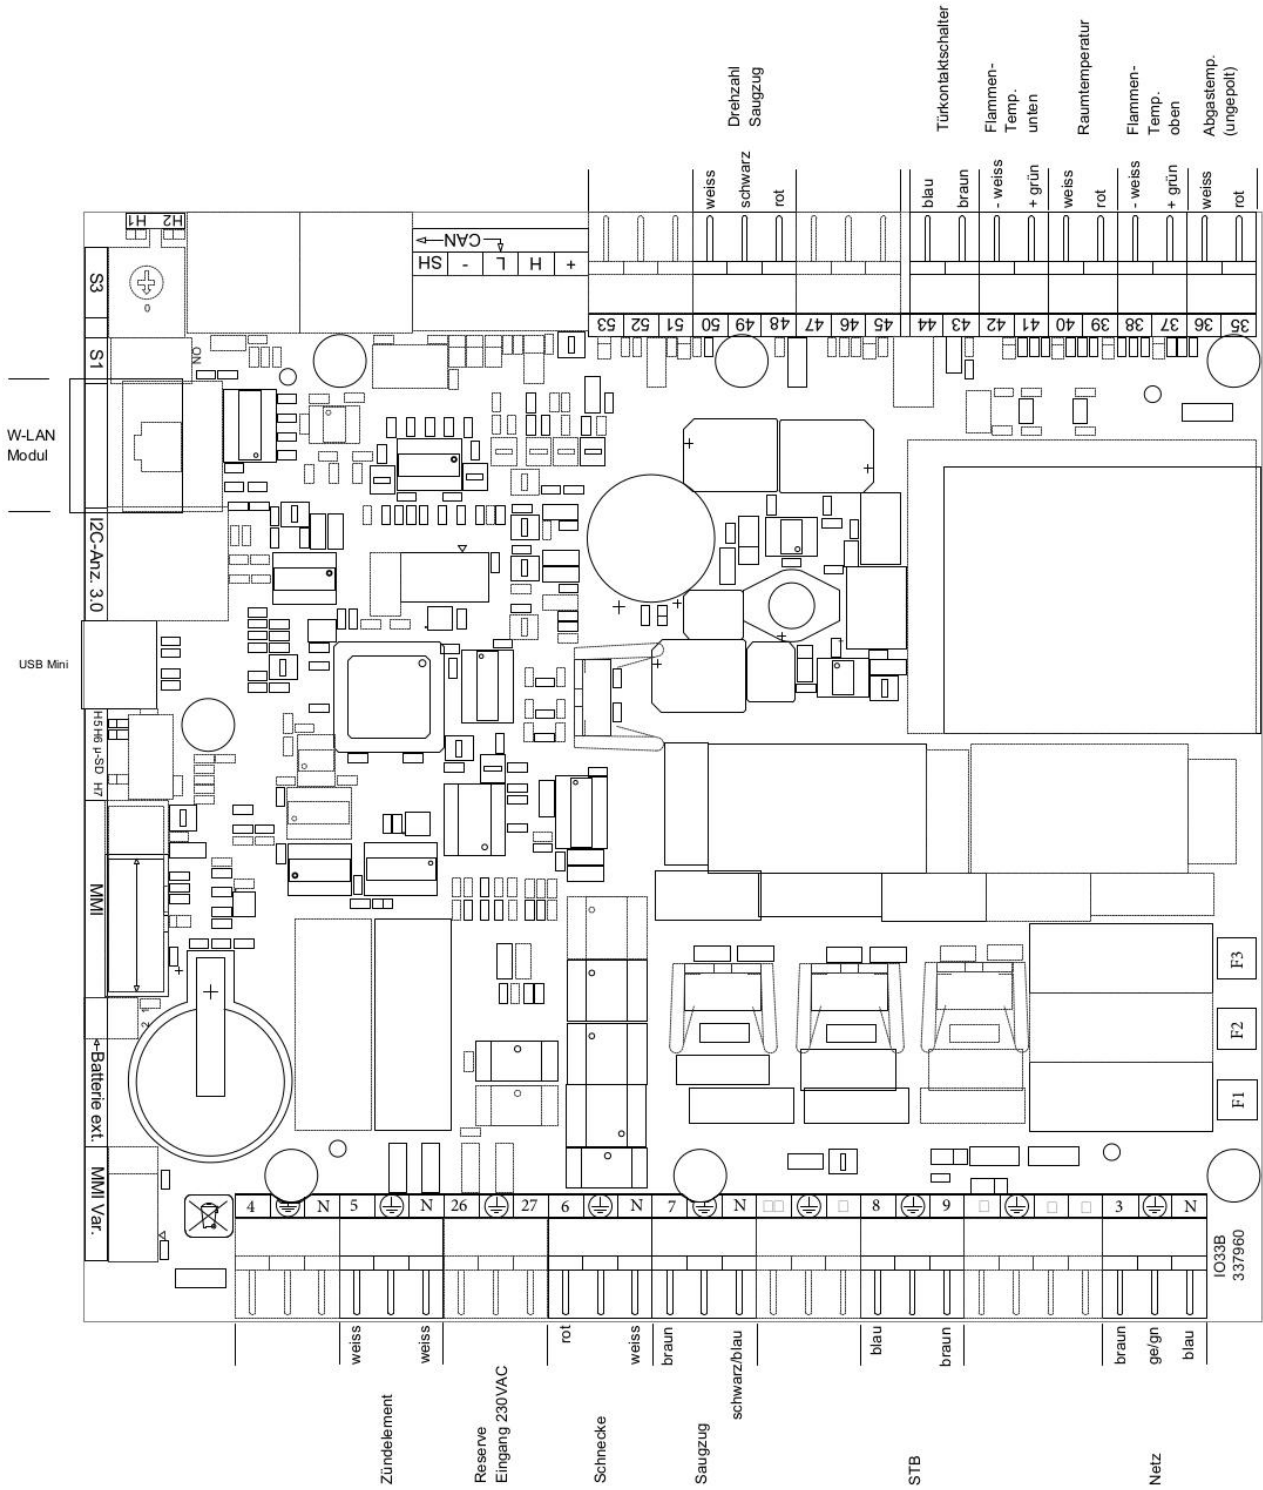 Drehzahl
Saugzug
Türkontaktschalter
Flammen-
Temp.
unten
Raumtemperatur
Flammen-
Temp.
oben
Abgastemp.
(ungepolt)
weiss
schwarz
rot
blau
braun
- weiss
+ grün
weiss
rot
- weiss
+ grün
weiss
rot
H1
H2
S3
0
CAN
SH
-
L
H
+
53
52
51
50
49
48
47
46
45
44
43
42
41
40
39
38
37
36
35
S1
ON
W-LAN
Modul
I2C-Anz. 3.0
USB Mini
H5 H6 µ-SD H7
MMI
Batterie ext.
2
MMI Var.
F3
F2
F1
4
N
5
N
26
27
6
N
7
N
8
9
3
N
IO33B
337960
weiss
weiss
rot
weiss
braun
schwarz/blau
blau
braun
braun
ge/gn
blau
Zündelement
Reserve
Eingang 230VAC
Schnecke
Saugzug
STB
Netz